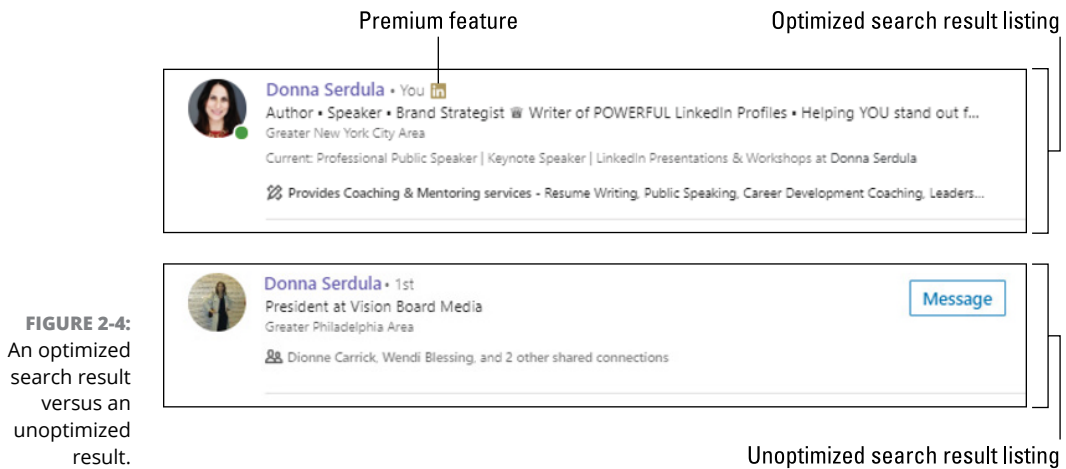 Premium feature
Optimized search result listing
Donna Serdula • You in
Author • Speaker • Brand Strategist ♕ Writer of POWERFUL LinkedIn Profiles • Helping YOU stand out f...
Greater New York City Area
Current: Professional Public Speaker | Keynote Speaker | LinkedIn Presentations & Workshops at Donna Serdula
Provides Coaching & Mentoring services - Resume Writing, Public Speaking, Career Development Coaching, Leaders...
Donna Serdula • 1st
President at Vision Board Media
Greater Philadelphia Area
Dionne Carrick, Wendi Blessing, and 2 other shared connections
Message
FIGURE 2-4:
An optimized
search result
versus an
unoptimized
result.
Unoptimized search result listing